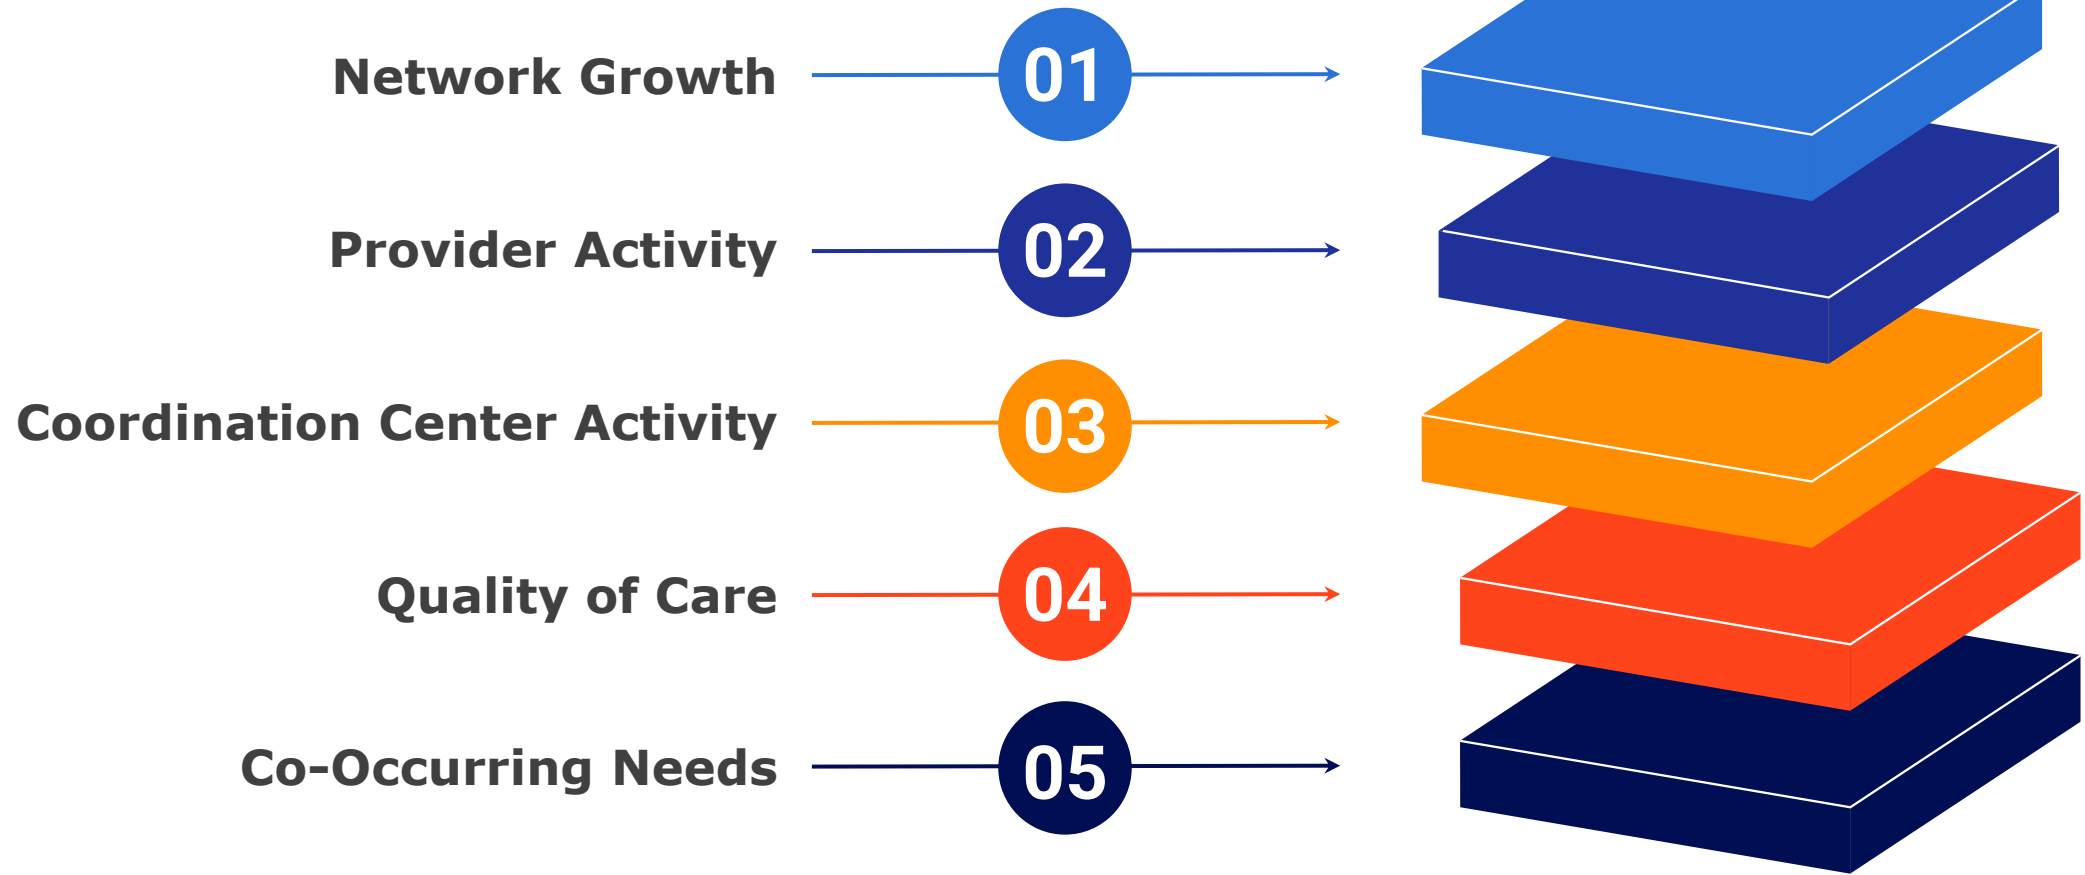 Network Growth 01
Provider Activity 02
Coordination Center Activity 03
Quality of Care 04
Co-Occurring Needs 05